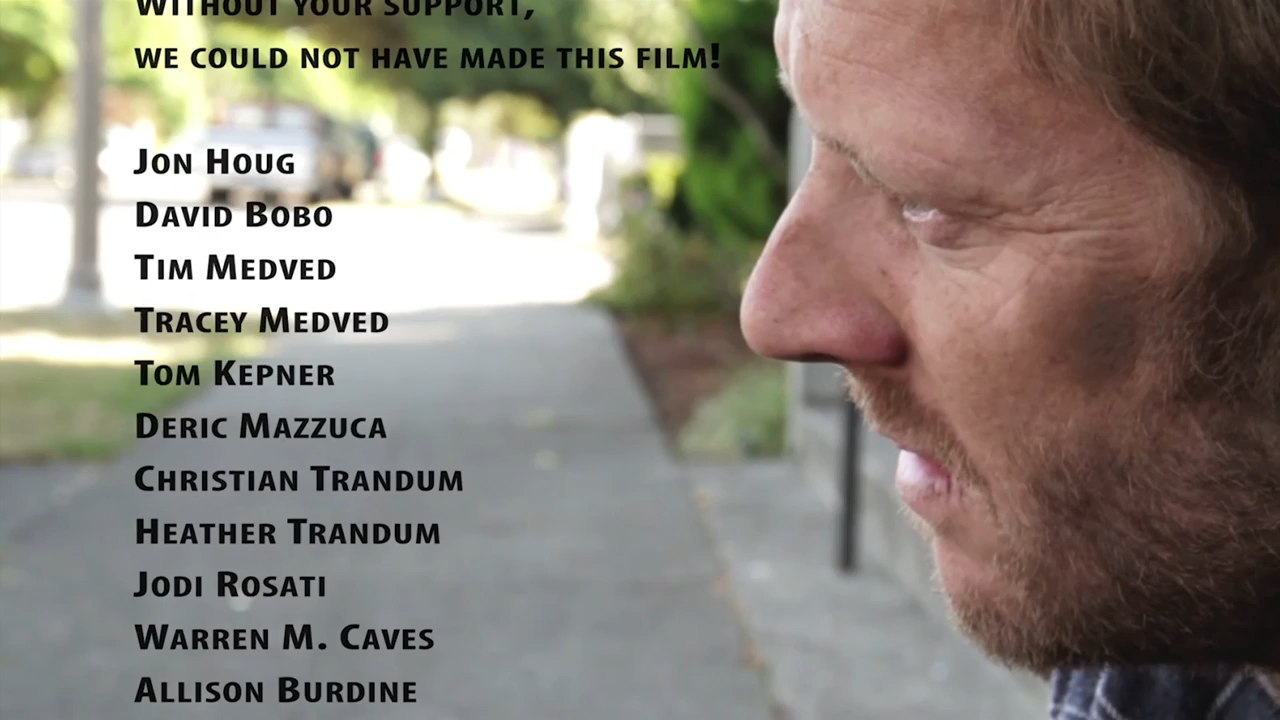 WITHOUT YOUR SUPPORT,
WE COULD NOT HAVE MADE THIS FILM!
JON HOUG
DAVID BOBO
TIM MEDVED
TRACEY MEDVED
TOM KEPNER
DERIC MAZZUCA
CHRISTIAN TRANDUM
HEATHER TRANDUM
JODI ROSATI
WARREN M. CAVES
ALLISON BURDINE